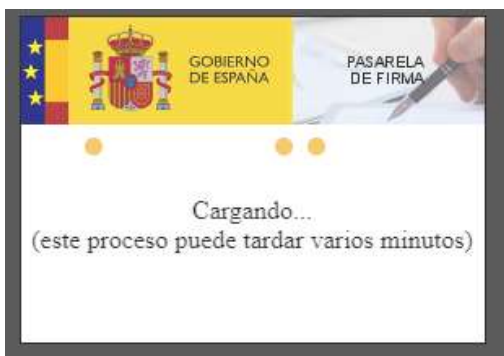 GOBIERNO
DE ESPAÑA
PASARELA
DE FIRMA
Cargando...
(este proceso puede tardar varios minutos)